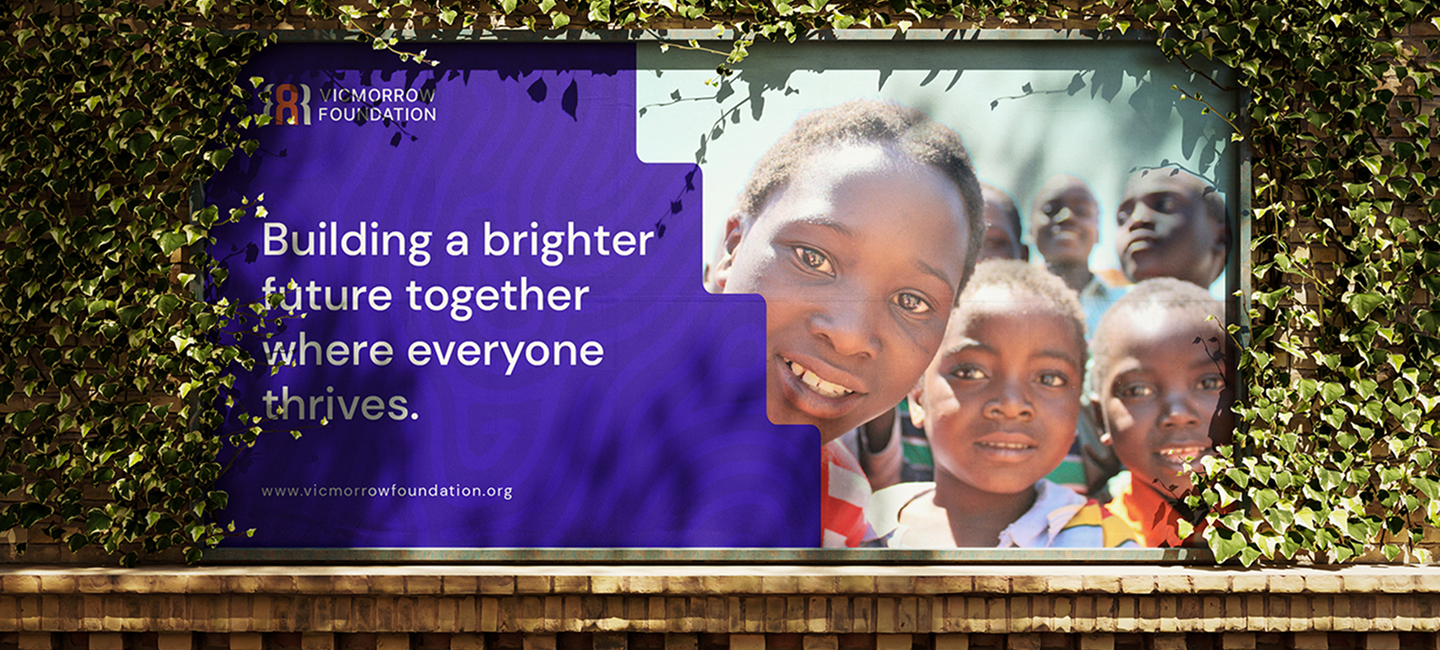 VICMORROW
FOUNDATION
Building a brighter
future together
where everyone
thrives.
www.vicmorrowfoundation.org